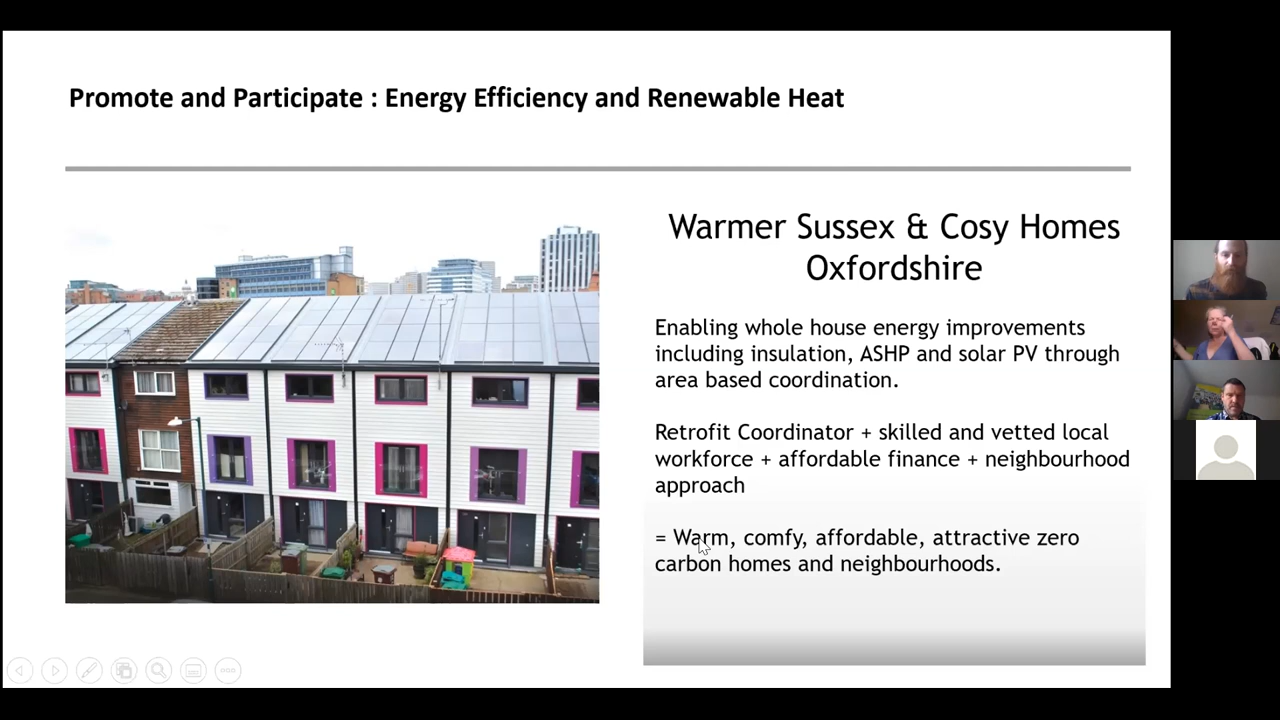 Promote and Participate : Energy Efficiency and Renewable Heat
Warmer Sussex & Cosy Homes
Oxfordshire
Enabling whole house energy improvements
including insulation, ASHP and solar PV through
area based coordination.
Retrofit Coordinator + skilled and vetted local
workforce + affordable finance + neighbourhood
approach
= Warm, comfy, affordable, attractive zero
carbon homes and neighbourhoods.